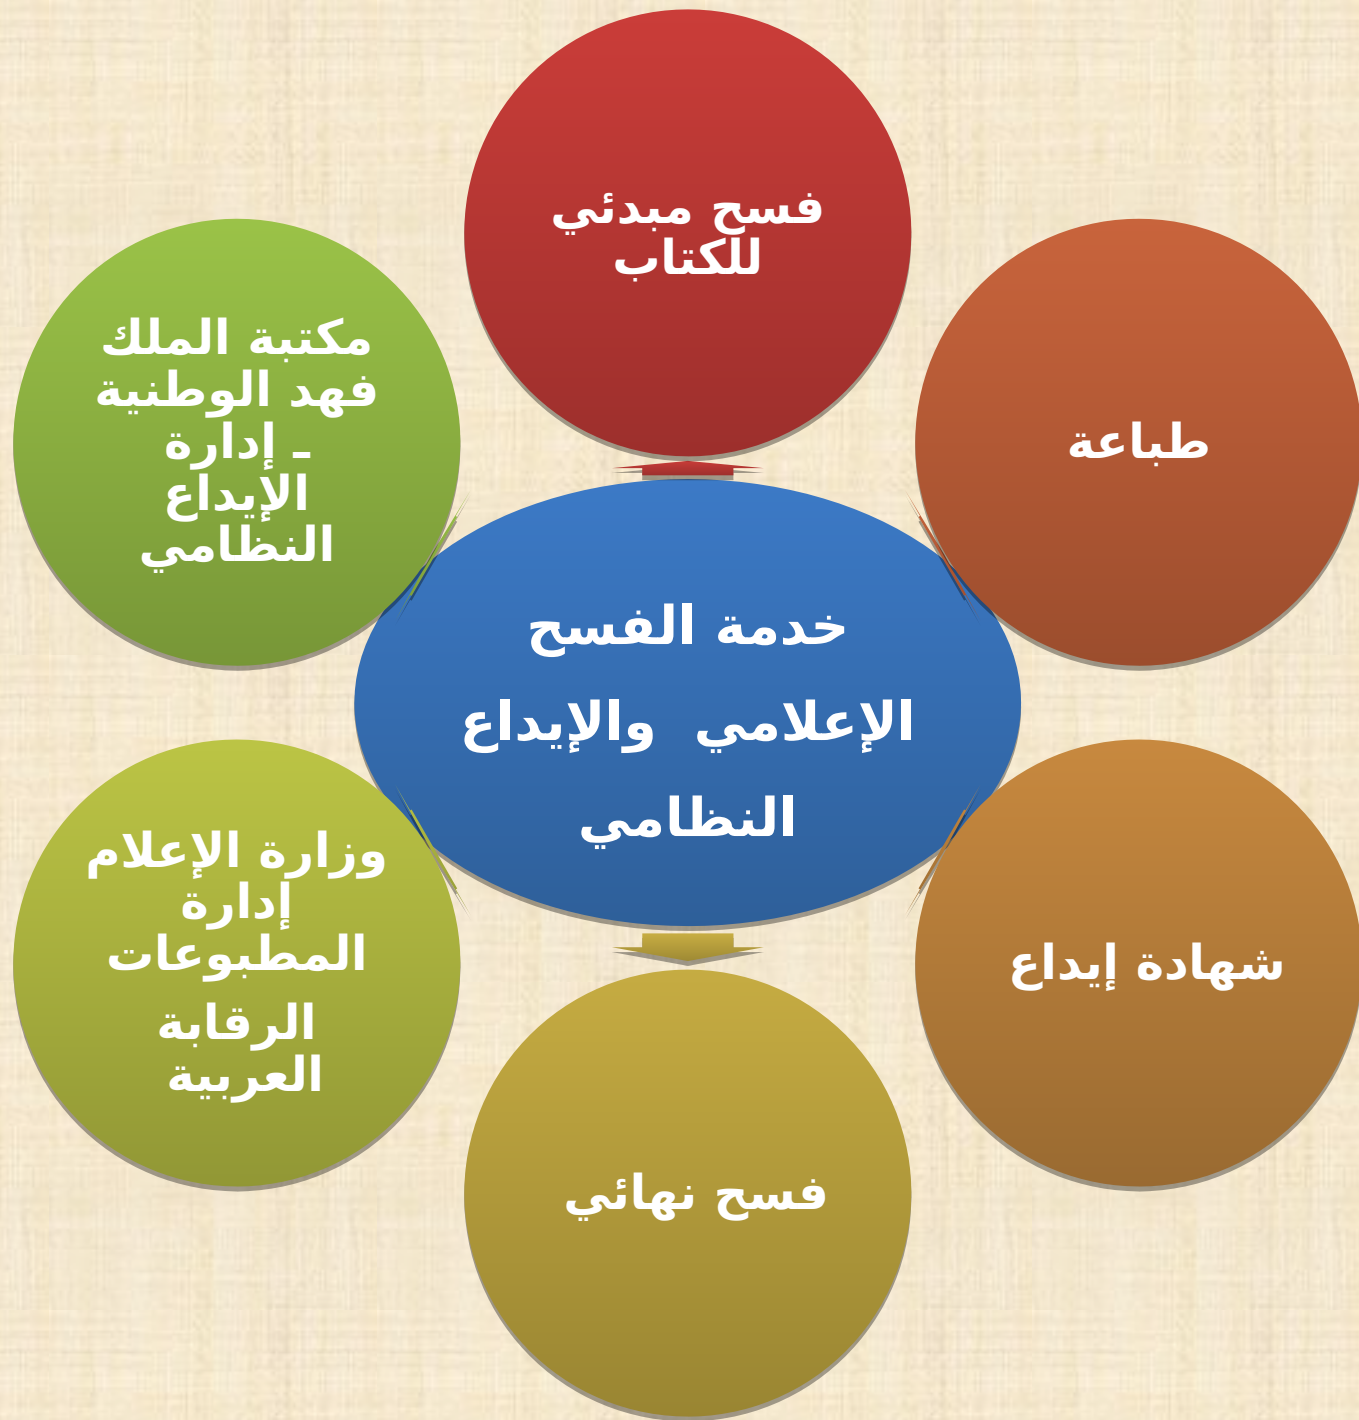 فسح مبدئي
للكتاب
طباعة
شهادة إيداع
فسح نهائي
وزارة الإعلام
إدارة
المطبوعات
الرقابة
العربية
مكتبة الملك
فهد الوطنية
ـ إدارة
الإيداع
النظامي
خدمة الفسح
الإعلامي والإيداع
النظامي